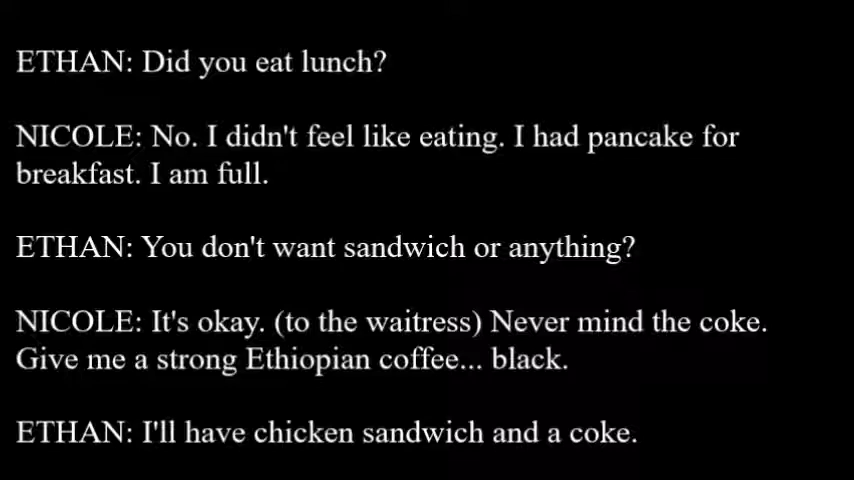 ETHAN: Did you eat lunch?
NICOLE: No. I didn't feel like eating. I had pancake for
breakfast. I am full.
ETHAN: You don't want sandwich or anything?
NICOLE: It's okay. (to the waitress) Never mind the coke.
Give me a strong Ethiopian coffee... black.
ETHAN: I'll have chicken sandwich and a coke.